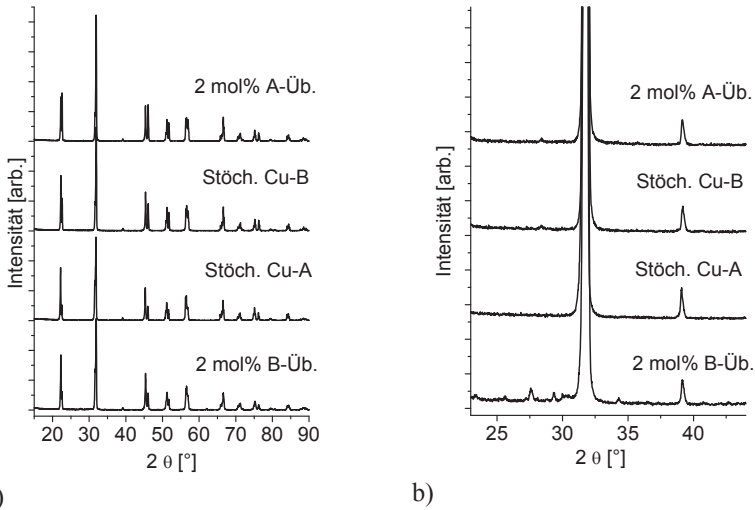 Intensität [arb.]
2 mol% A-Üb.
Stöch. Cu-B
Stöch. Cu-A
2 mol% B-Üb.
20 30 40 50 60 70 80 90
2 θ [°]
)
Intensität [arb.]
2 mol% A-Üb.
Stöch. Cu-B
Stöch. Cu-A
2 mol% B-Üb.
25 30 35 40
2 θ [°]
b)